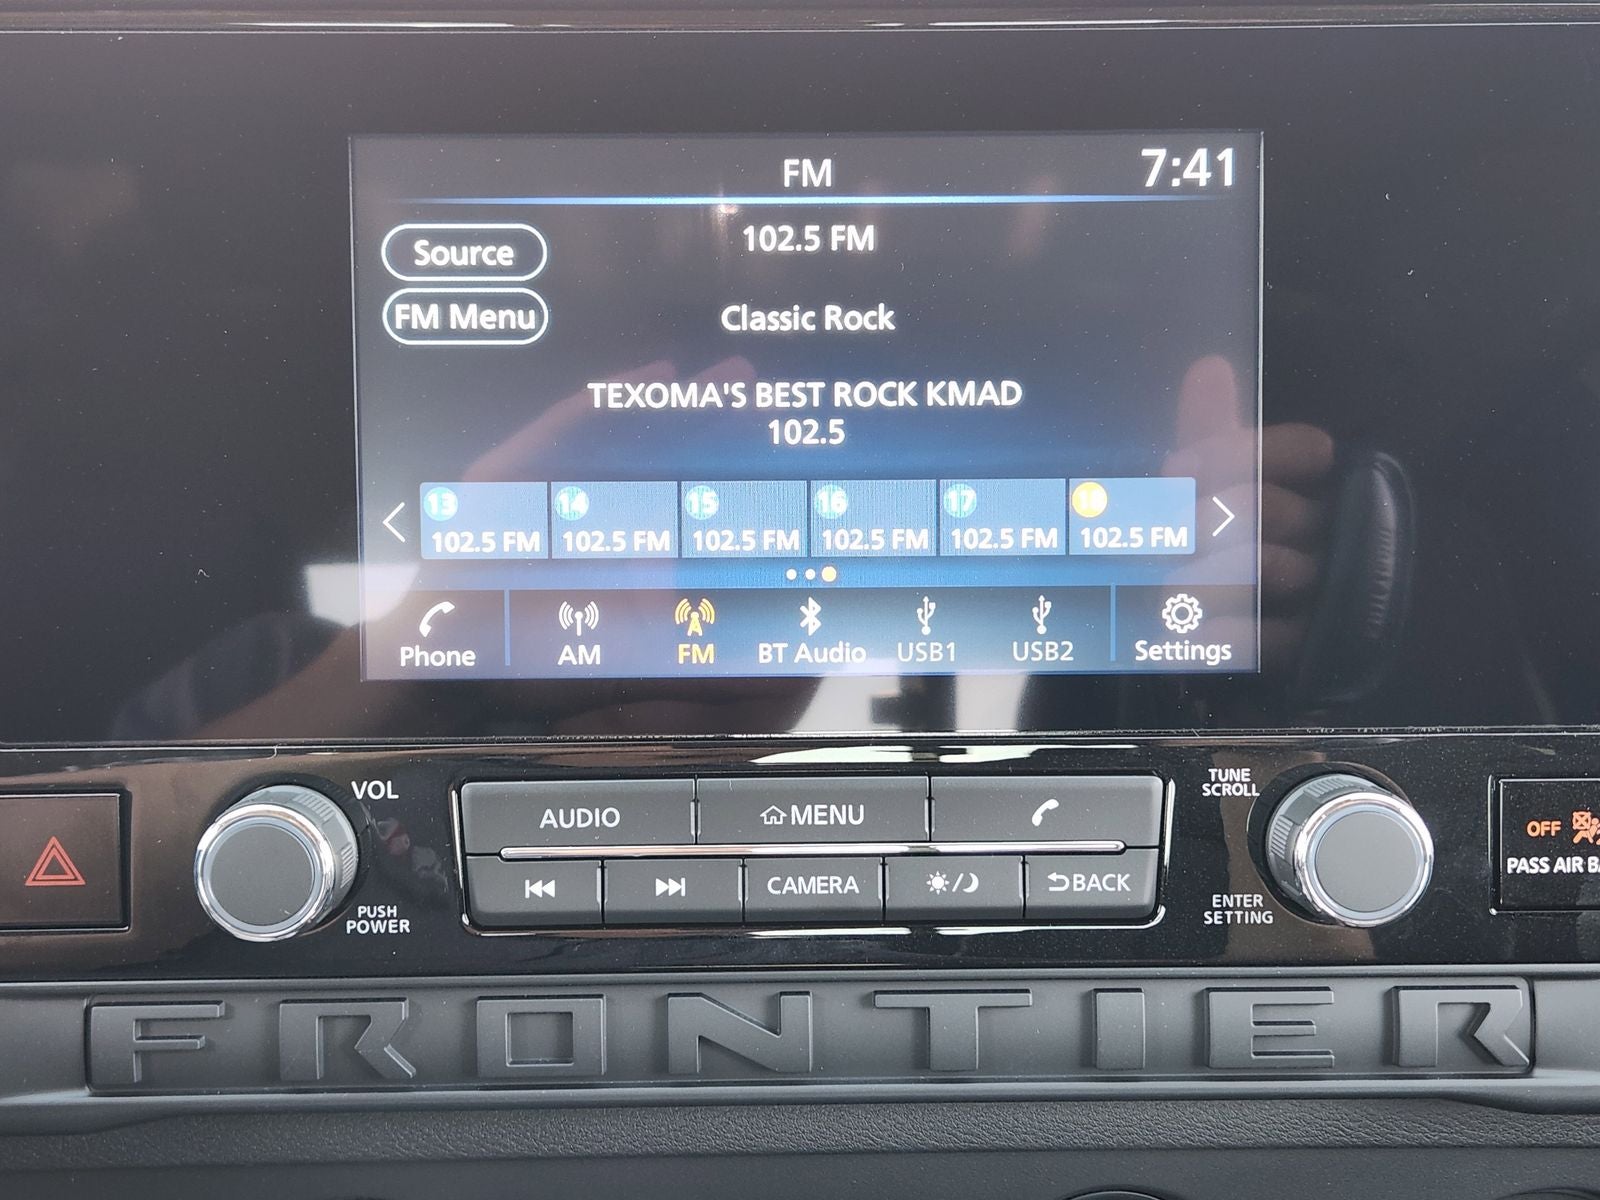 FM
7:41
Source
102.5 FM
FM Menu
Classic Rock
TEXOMA'S BEST ROCK KMAD
102.5
13 14 15 16 17 18
102.5 FM 102.5 FM 102.5 FM 102.5 FM 102.5 FM 102.5 FM
Phone AM FM BT Audio USB1 USB2 Settings
VOL
PUSH
POWER
AUDIO MENU
CAMERA BACK
TUNE
SCROLL
ENTER
SETTING
OFF
PASS AIR
FRONTIER